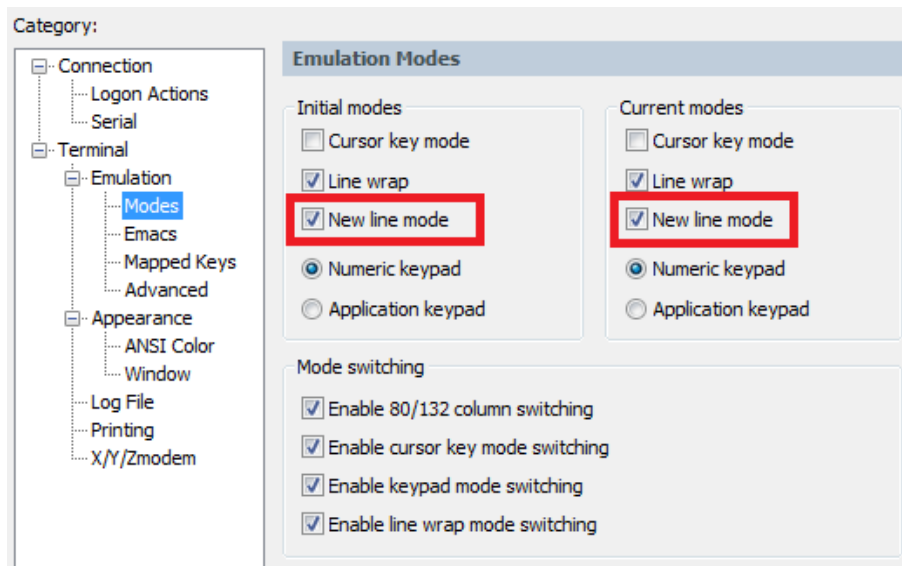 Category:
Connection
Logon Actions
Serial
Terminal
Emulation
Modes
Emacs
Mapped Keys
Advanced
Appearance
ANSI Color
Window
Log File
Printing
X/Y/Zmodem
Emulation Modes
Initial modes
Cursor key mode
Line wrap
New line mode
Numeric keypad
Application keypad
Current modes
Cursor key mode
Line wrap
New line mode
Numeric keypad
Application keypad
Mode switching
Enable 80/132 column switching
Enable cursor key mode switching
Enable keypad mode switching
Enable line wrap mode switching